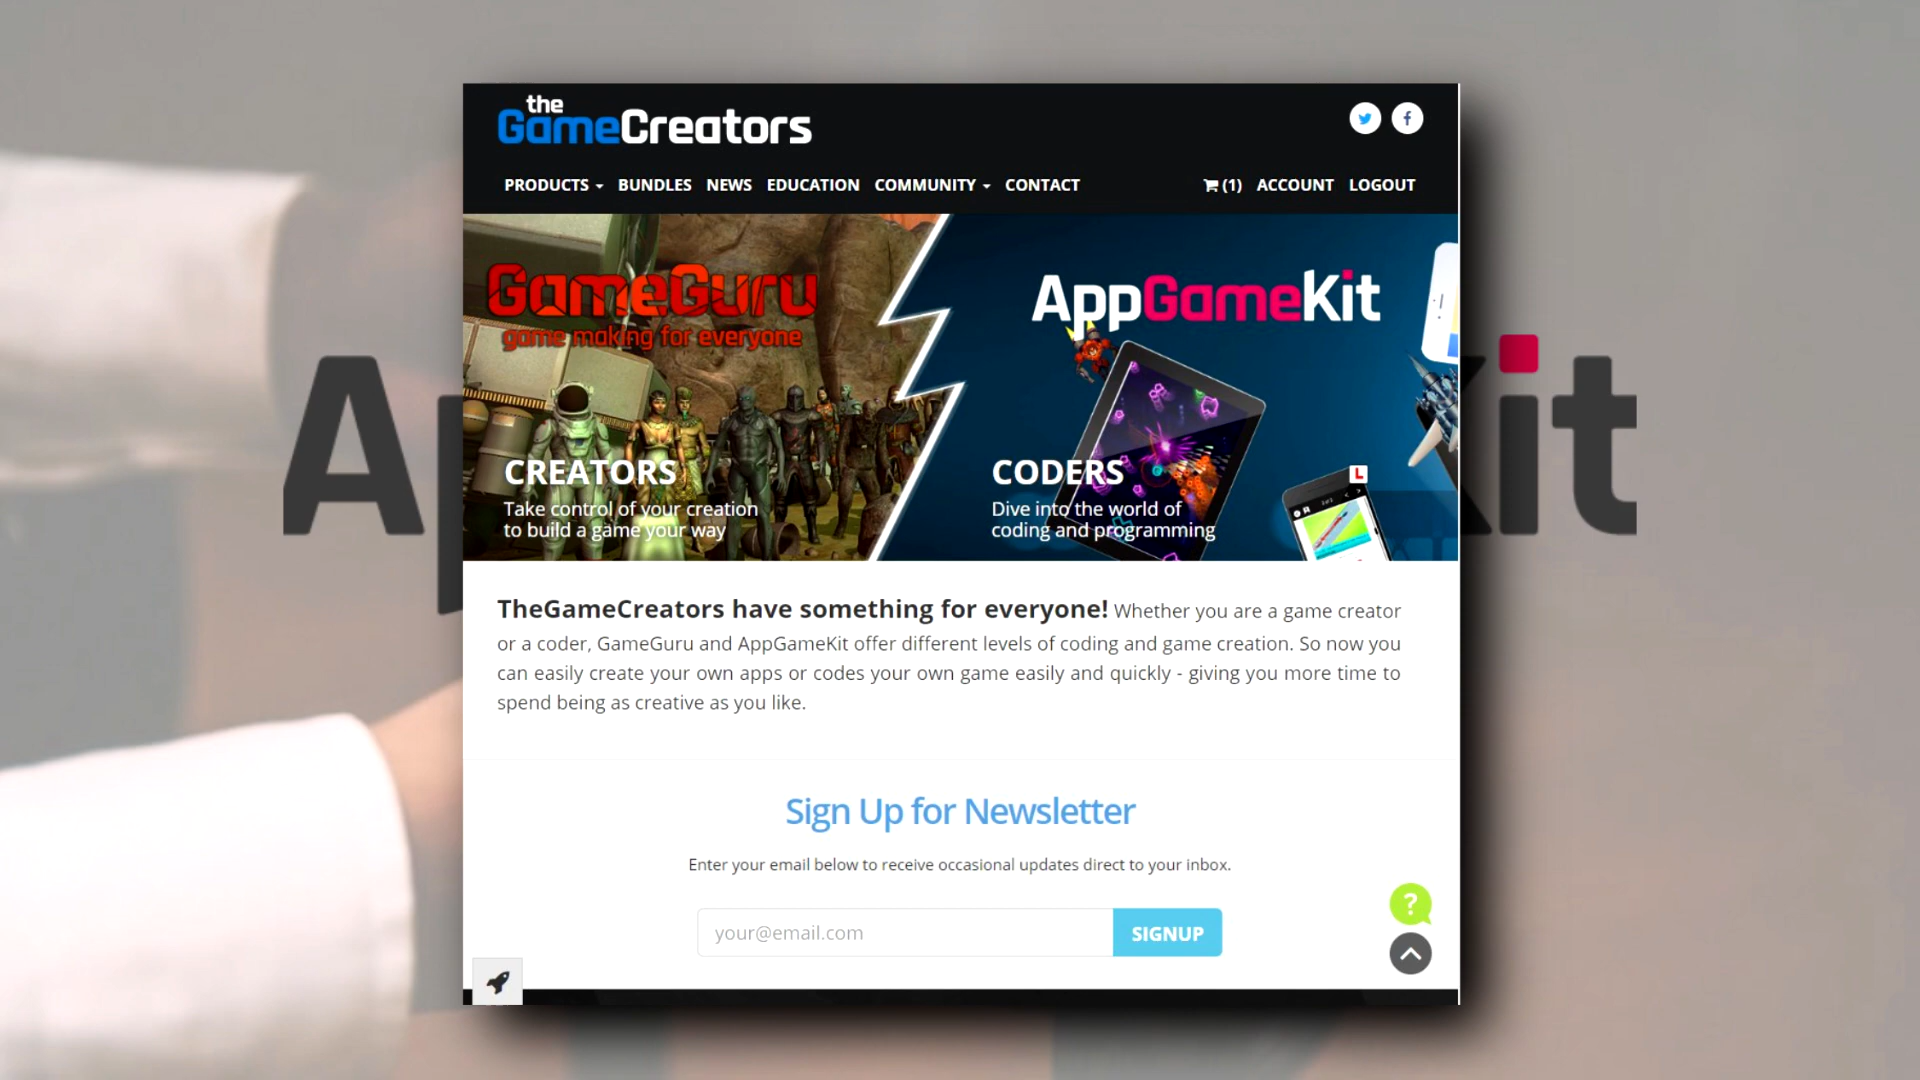 the
GameCreators
PRODUCTS BUNDLES NEWS EDUCATION COMMUNITY CONTACT (1) ACCOUNT LOGOUT
GameGuru
game making for everyone
AppGameKit
CREATORS
Take control of your creation
to build a game your way
CODERS
Dive into the world of
coding and programming
L
Ap
Kit
TheGameCreators have something for everyone! Whether you are a game creator
or a coder, GameGuru and AppGameKit offer different levels of coding and game creation. So now you
can easily create your own apps or codes your own game easily and quickly - giving you more time to
spend being as creative as you like.
Sign Up for Newsletter
Enter your email below to receive occasional updates direct to your inbox.
your@email.com SIGNUP
?